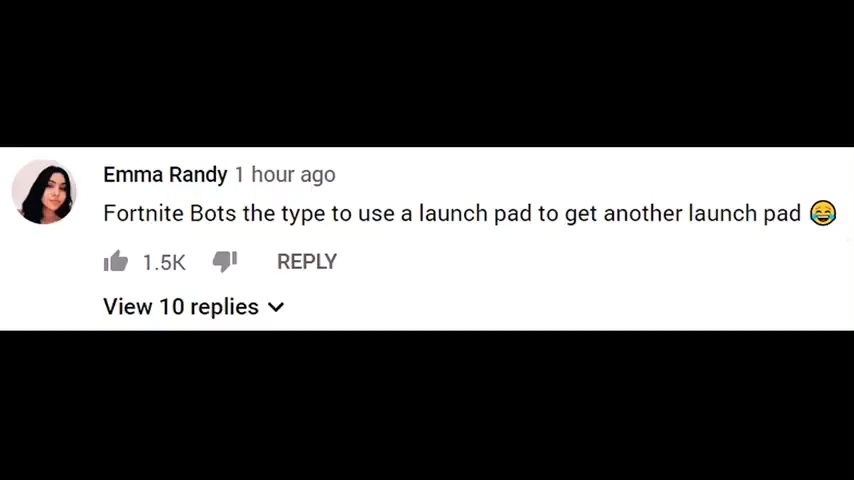 Emma Randy 1 hour ago
Fortnite Bots the type to use a launch pad to get another launch pad 😂
1.5K REPLY
View 10 replies